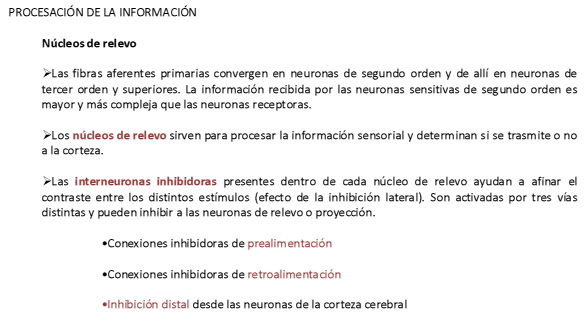 PROCESACIÓN DE LA INFORMACIÓN
Núcleos de relevo
➢Las fibras aferentes primarias convergen en neuronas de segundo orden y de allí en neuronas de
tercer orden y superiores. La información recibida por las neuronas sensitivas de segundo orden es
mayor y más compleja que las neuronas receptoras.
➢Los núcleos de relevo sirven para procesar la información sensorial y determinan si se trasmite o no
a la corteza.
➢Las interneuronas inhibidoras presentes dentro de cada núcleo de relevo ayudan a afinar el
contraste entre los distintos estímulos (efecto de la inhibición lateral). Son activadas por tres vías
distintas y pueden inhibir a las neuronas de relevo o proyección.
•Conexiones inhibidoras de prealimentación
•Conexiones inhibidoras de retroalimentación
•Inhibición distal desde las neuronas de la corteza cerebral